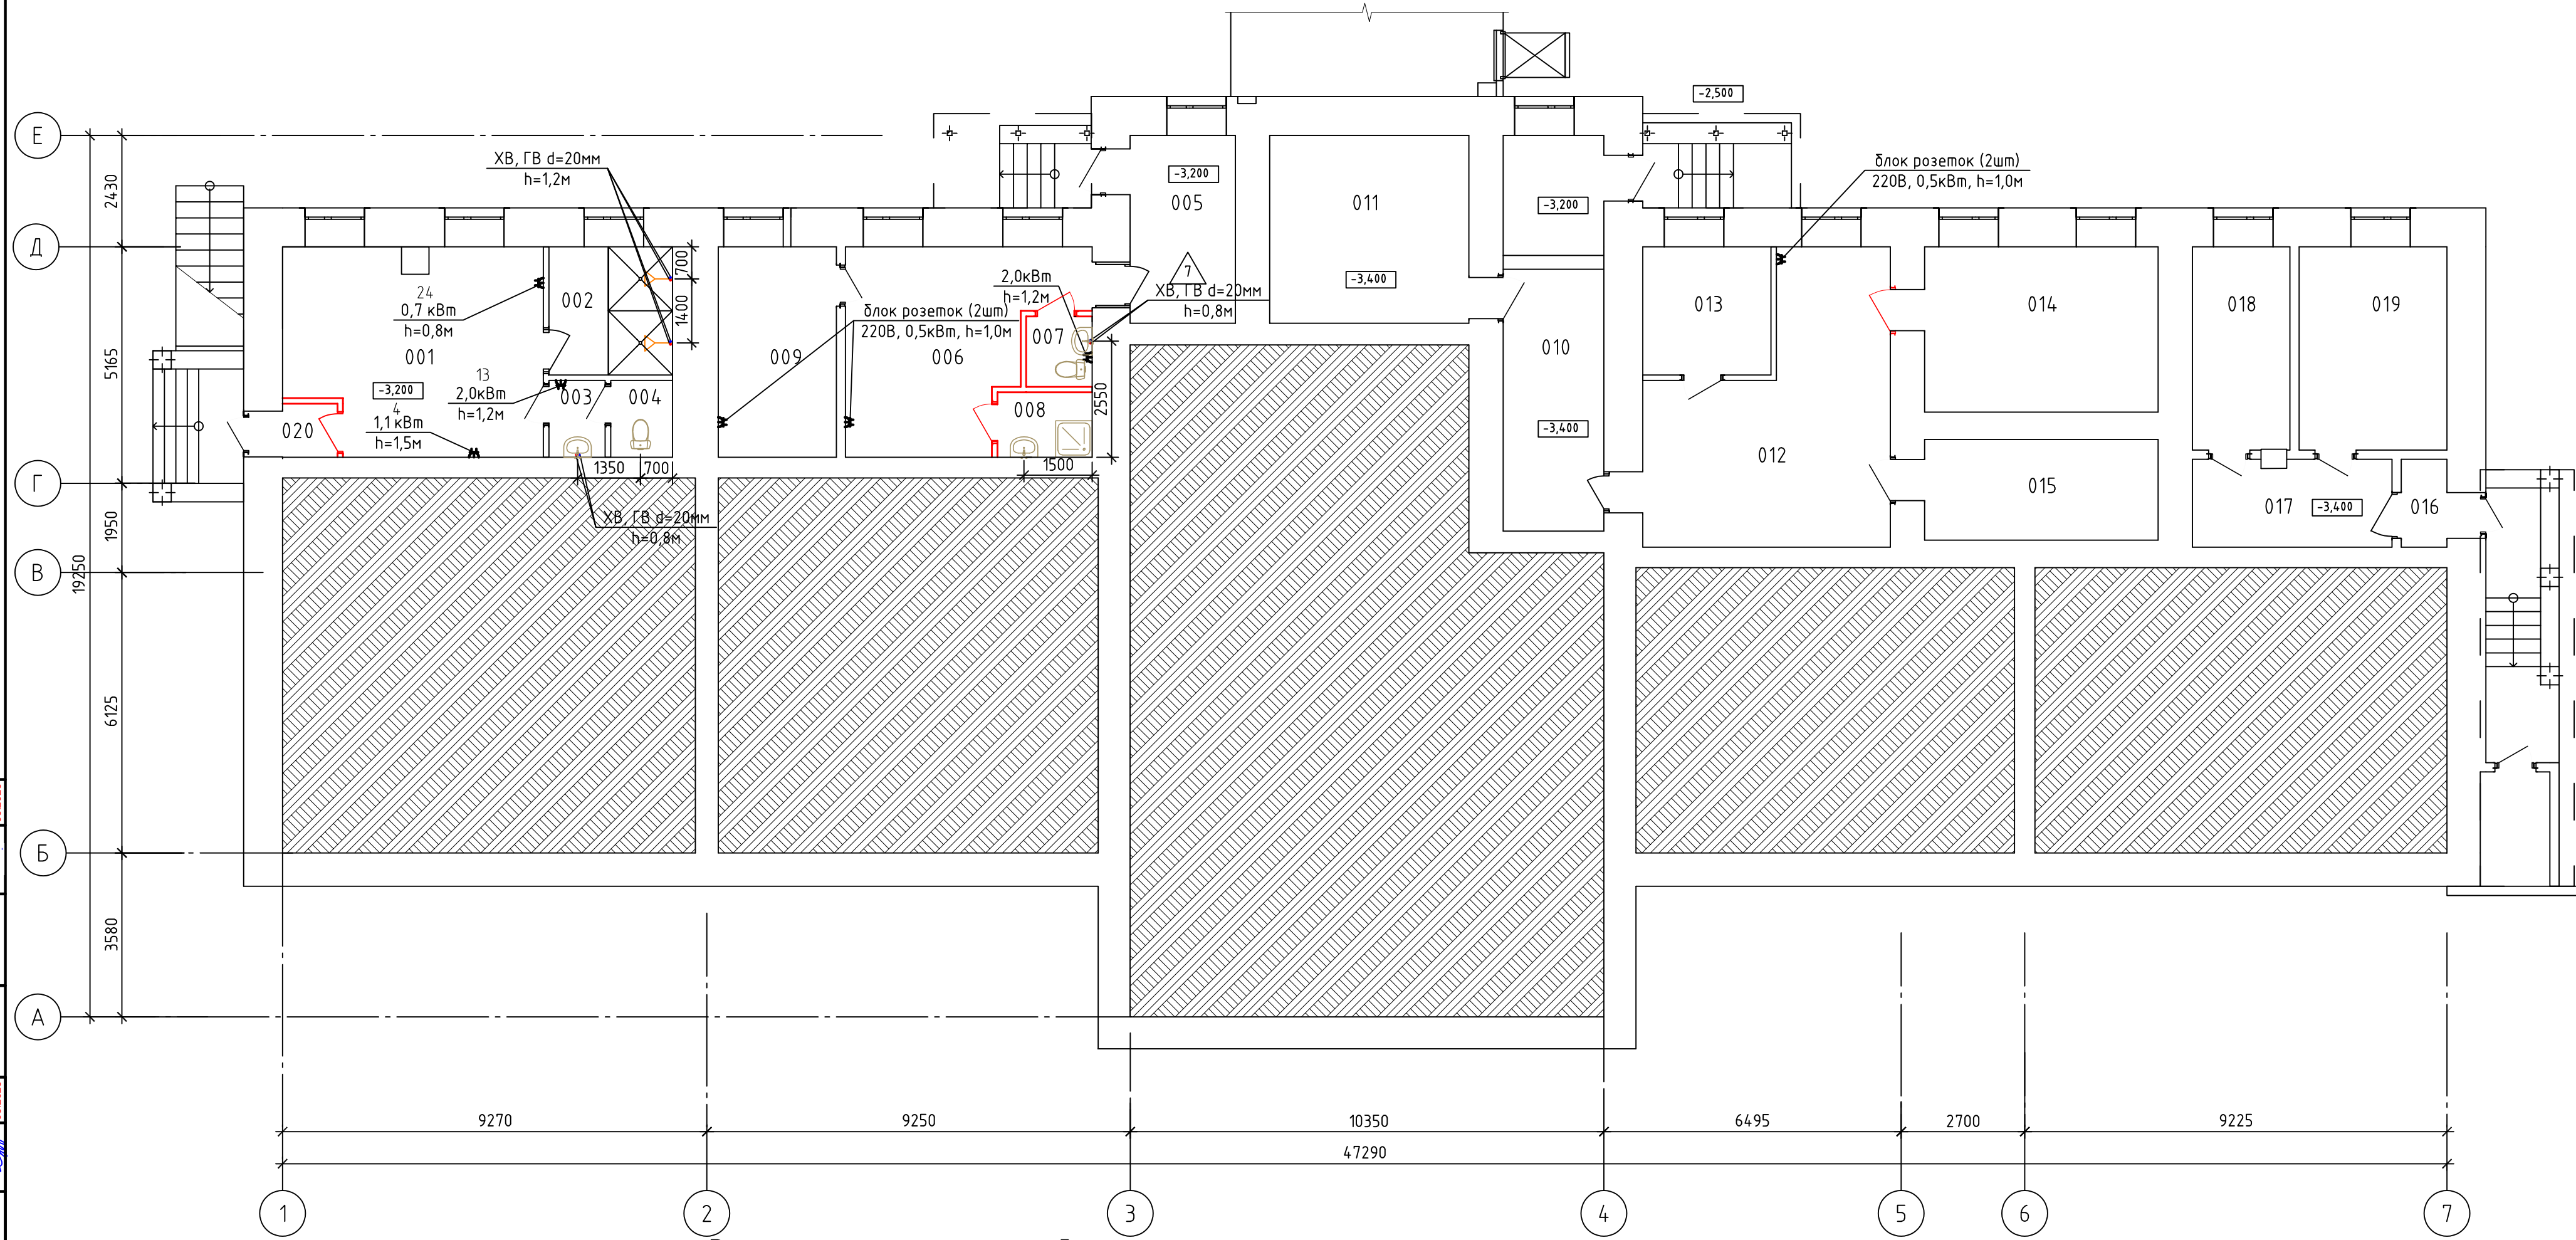 -2,500
Е
ХВ, ГВ d=20мм
h=1,2м
блок розеток (2шт)
220В, 0,5кВт, h=1,0м
-3,200
005
011
-3,200
2430
Д
700
1400
24
0,7 кВт
h=0,8м
002
2,0кВт
h=1,2м
7
ХВ, ГВ d=20мм
h=0,8м
-3,400
013
014
018
019
блок розеток (2шт)
220В, 0,5кВт, h=1,0м
007
001
009
006
010
5165
13
2,0кВт
h=1,2м
-3,200
003
004
2550
4
1,1 кВт
h=1,5м
020
008
-3,400
012
1350
700
1500
Г
015
017
-3,400
016
ХВ, ГВ d=20мм
h=0,8м
1950
В
19250
6125
Б
3580
А
9270
9250
10350
6495
2700
9225
47290
1
2
3
4
5
6
7